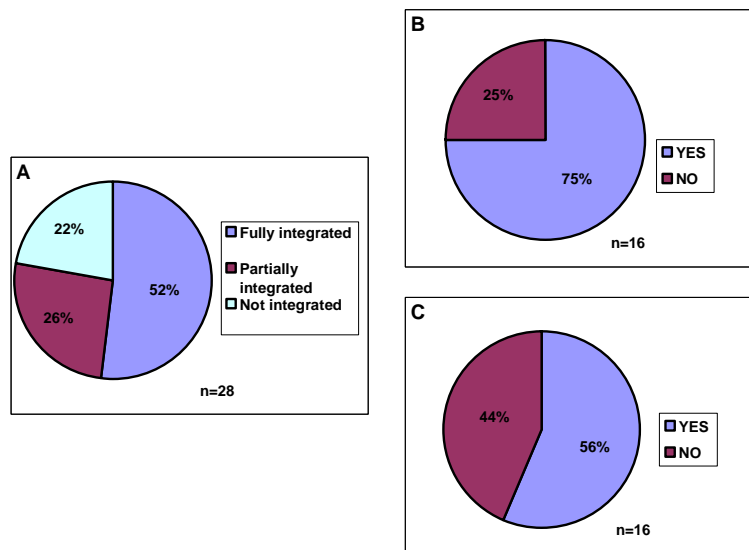 A
22%
26%
52%
Fully integrated
Partially
integrated
Not integrated
n=28
B
25%
75%
YES
NO
n=16
C
44%
56%
YES
NO
n=16